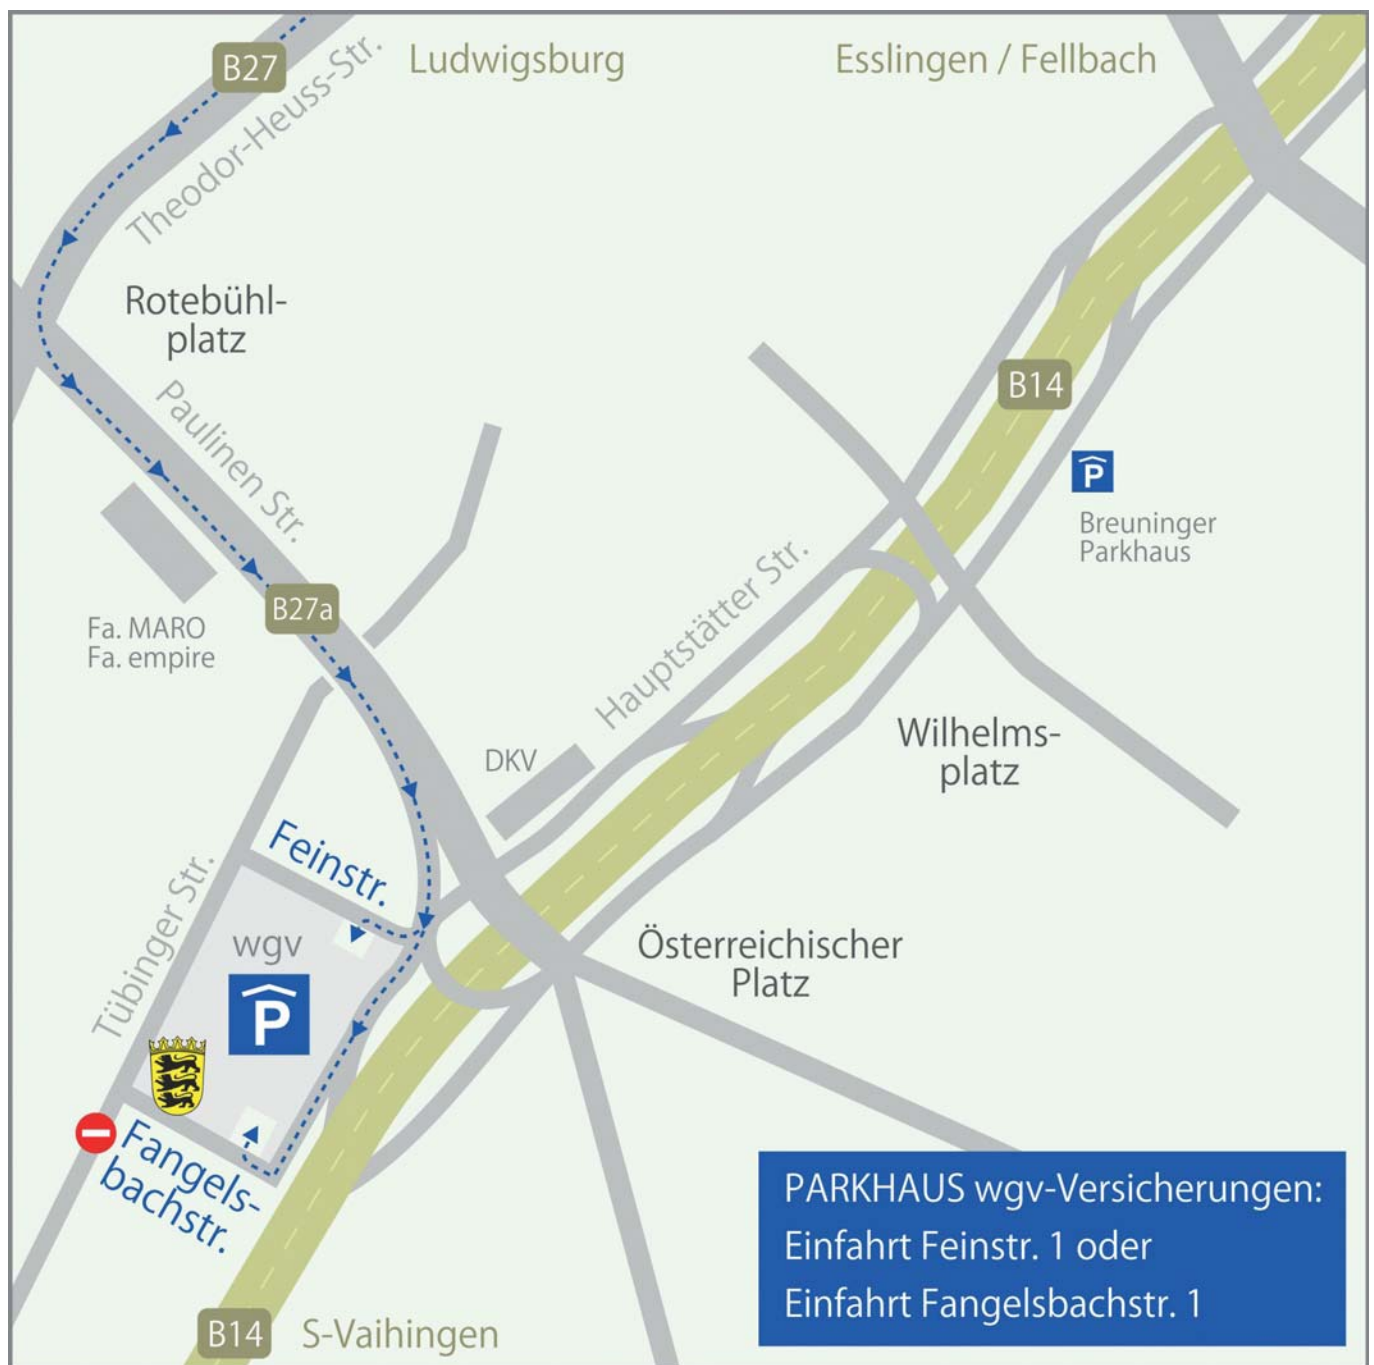 B27
Ludwigsburg
Esslingen / Fellbach
Theodor-Heuss-Str.
Rotebühl-
platz
Paulinen Str.
B14
P
Breuninger
Parkhaus
B27a
Fa. MARO
Fa. empire
Hauptstätter Str.
Wilhelms-
platz
DKV
Feinstr.
Tübinger Str.
wgv
P
Österreichischer
Platz
Fangels-
bachstr.
PARKHAUS wgv-Versicherungen:
Einfahrt Feinstr. 1 oder
Einfahrt Fangelsbachstr. 1
B14
S-Vaihingen